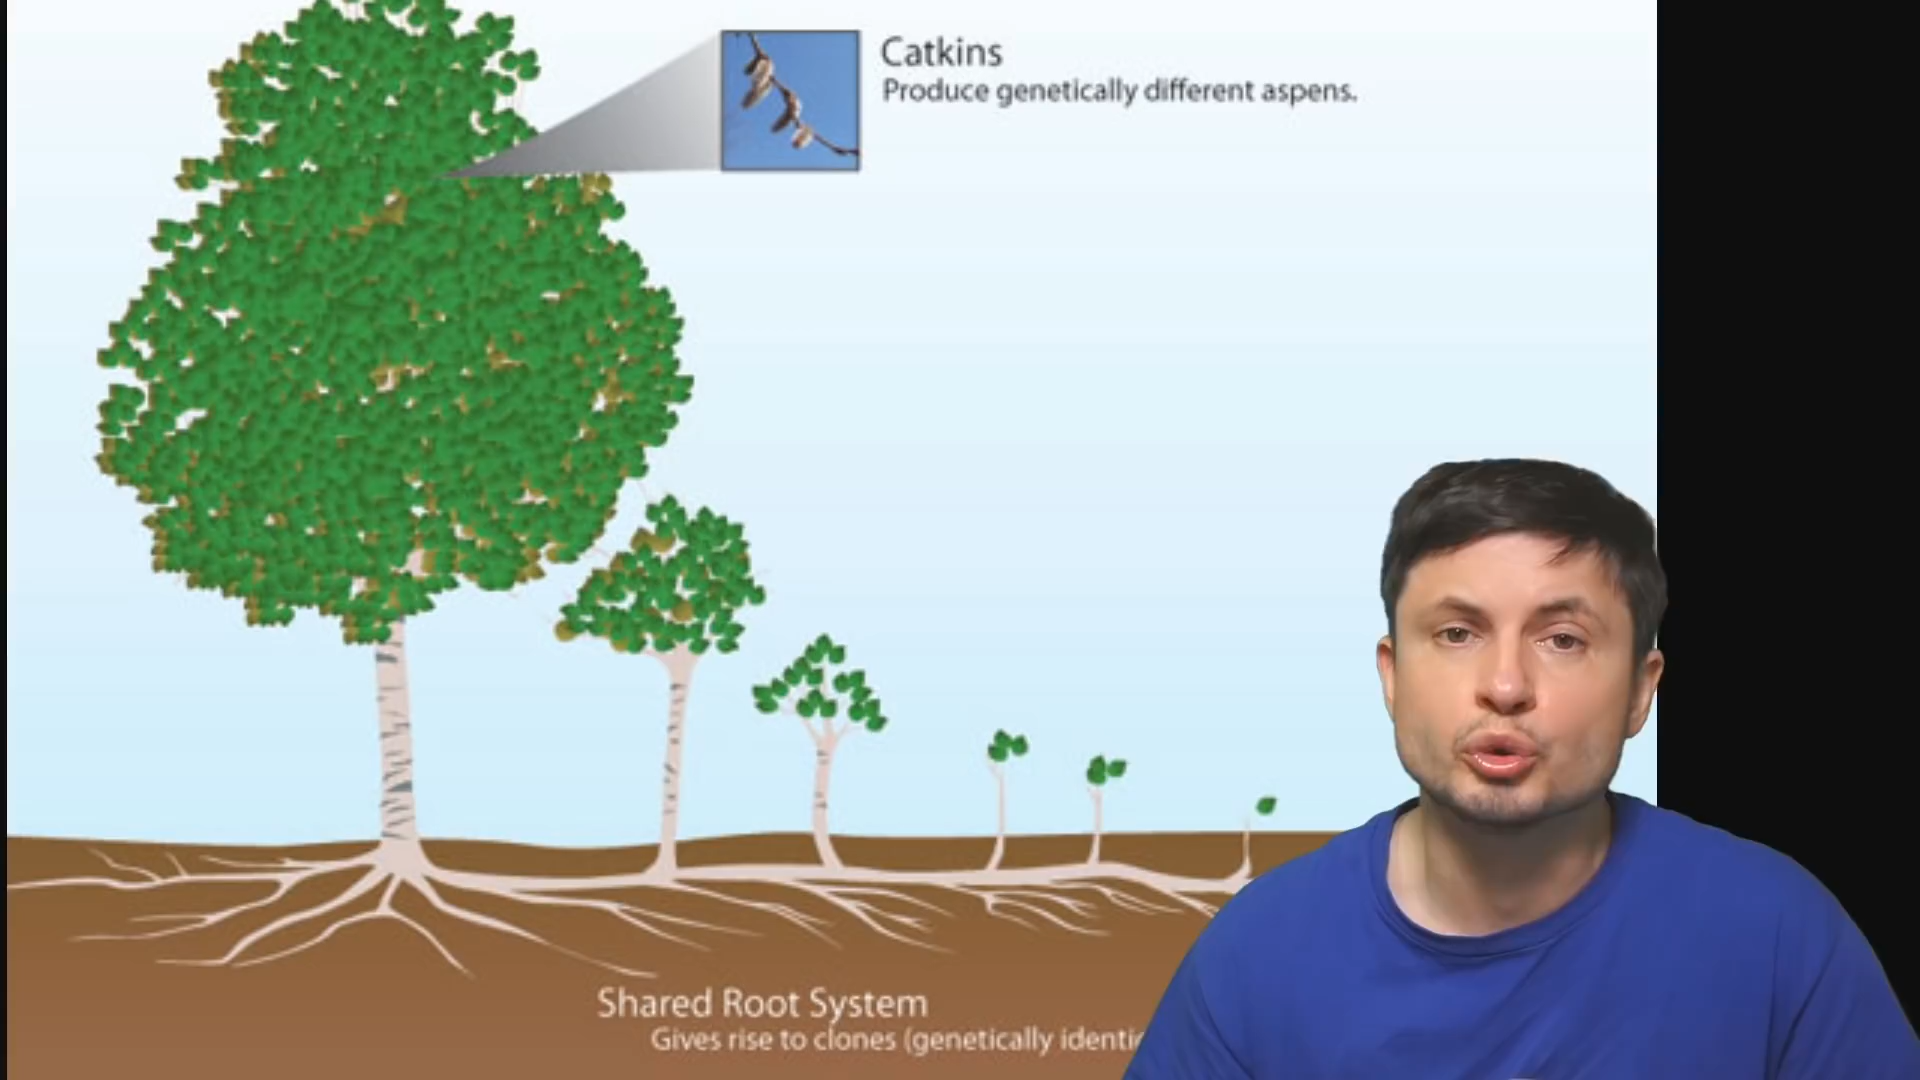 Catkins
Produce genetically different aspens.
Shared Root System
Gives rise to clones (genetically